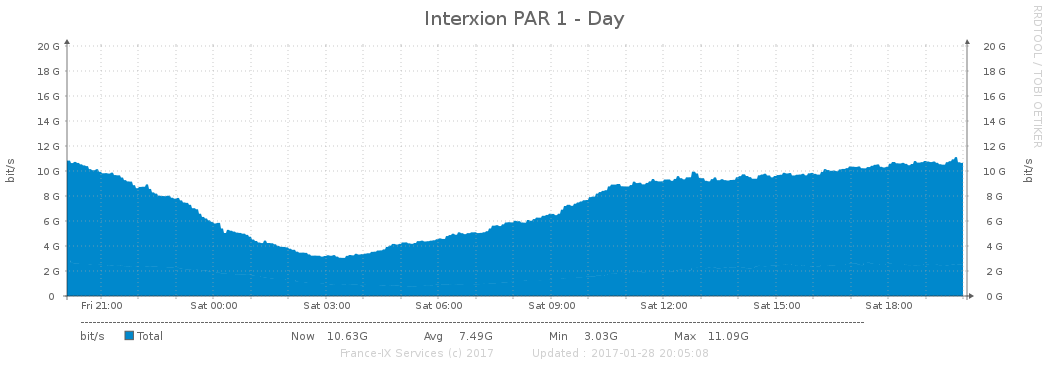 Interxion PAR 1 - Day
RRDTOOL / TOBI OETIKER
bit/s
20 G 20 G
18 G 18 G
16 G 16 G
14 G 14 G
12 G 12 G
10 G 10 G
8 G 8 G
6 G 6 G
4 G 4 G
2 G 2 G
0 0 G
bit/s
Fri 21:00 Sat 00:00 Sat 03:00 Sat 06:00 Sat 09:00 Sat 12:00 Sat 15:00 Sat 18:00
bit/s Total Now 10.63G Avg 7.49G Min 3.03G Max 11.09G
France-IX Services (c) 2017 Updated : 2017-01-28 20:05:08